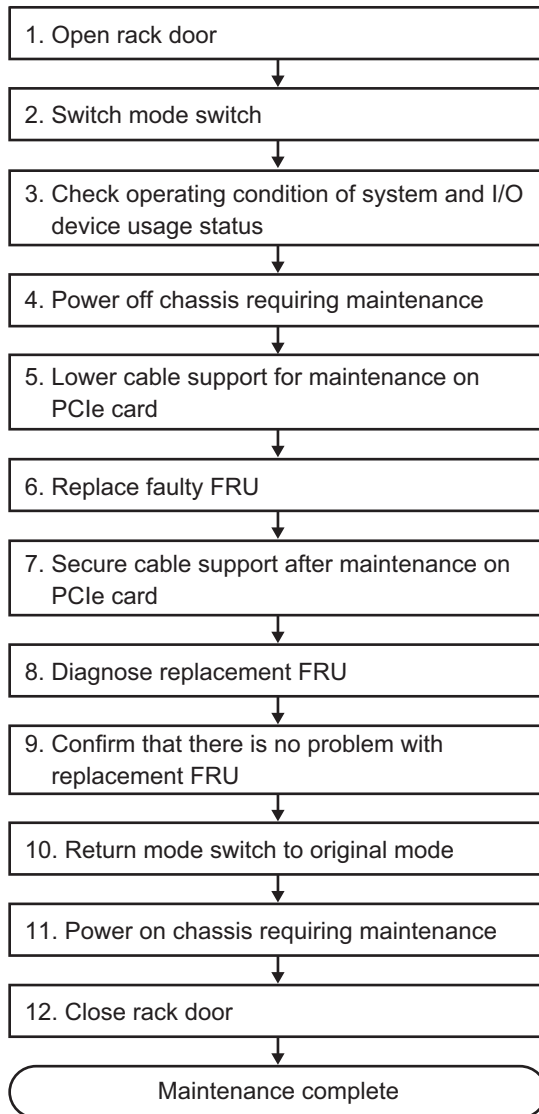 1. Open rack door
2. Switch mode switch
3. Check operating condition of system and I/O
device usage status
4. Power off chassis requiring maintenance
5. Lower cable support for maintenance on
PCIe card
6. Replace faulty FRU
7. Secure cable support after maintenance on
PCIe card
8. Diagnose replacement FRU
9. Confirm that there is no problem with
replacement FRU
10. Return mode switch to original mode
11. Power on chassis requiring maintenance
12. Close rack door
Maintenance complete